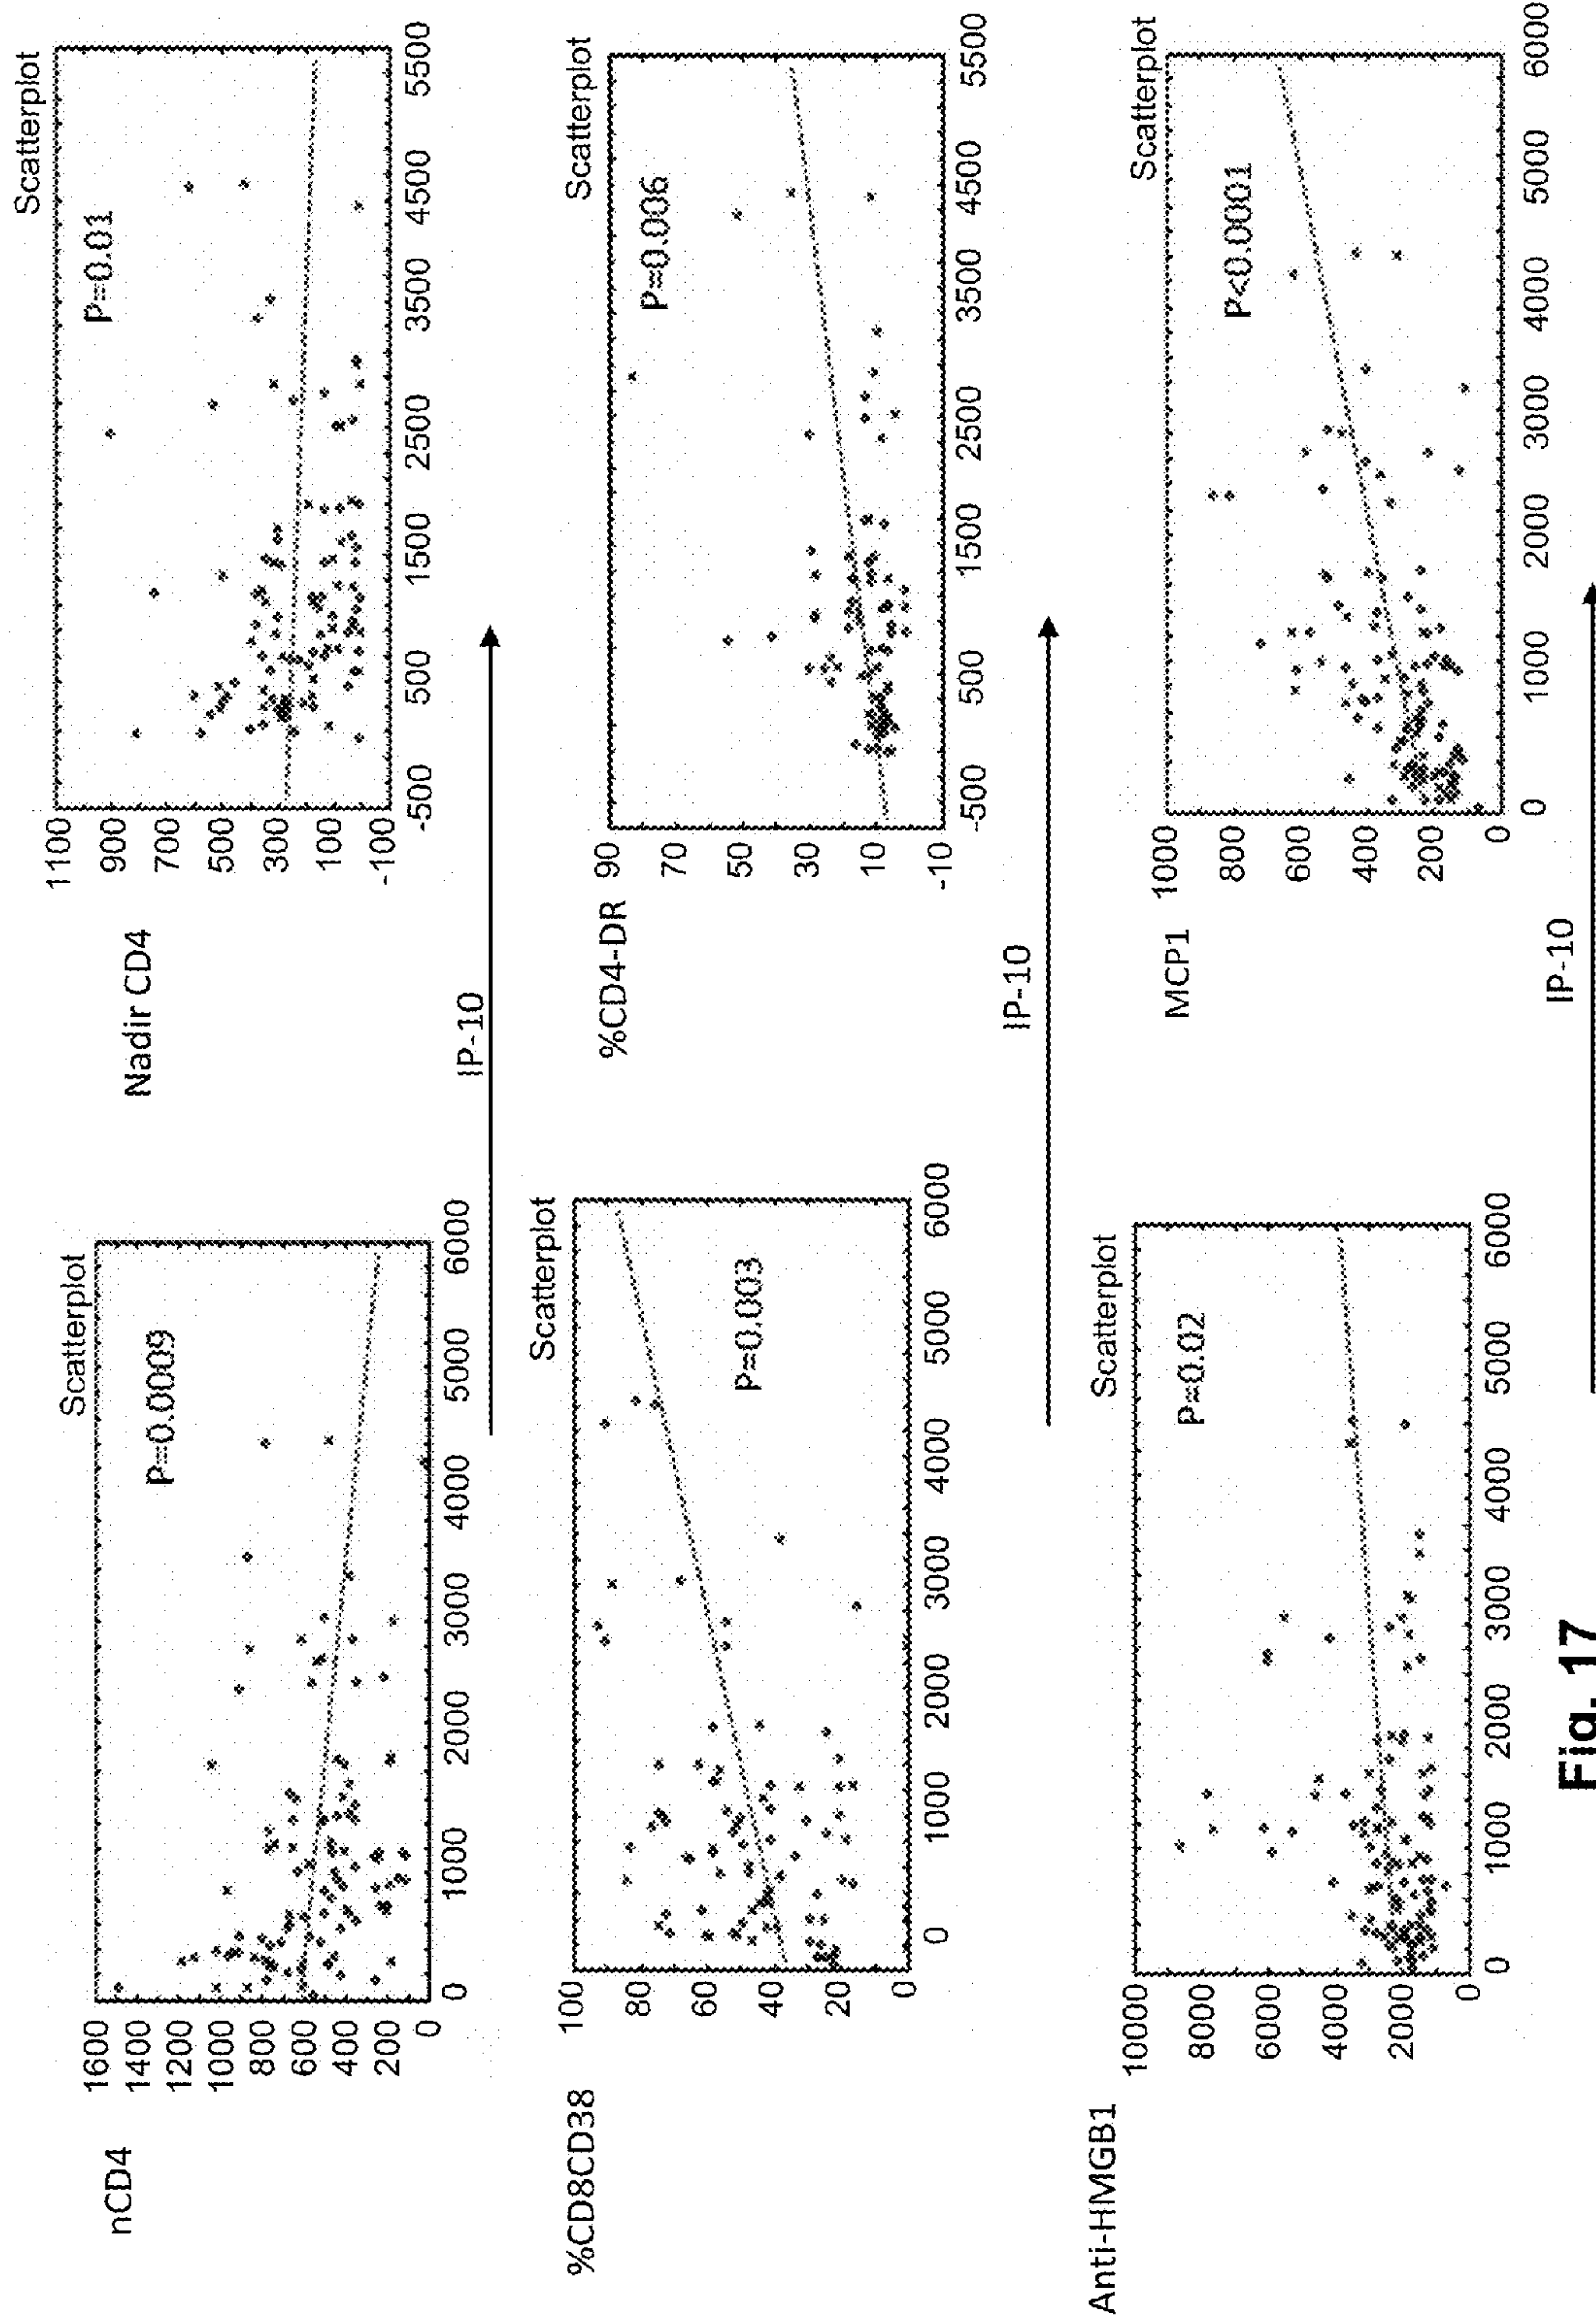 nCD4
Scatterplot
P=0.0009
1600
1400
1200
1000
800
600
400
200
0
0 1000 2000 3000 4000 5000 6000
Nadir CD4
Scatterplot
P=0.01
1100
900
700
500
300
100
-100
-500 500 1500 2500 3500 4500 5500
IP-10
%CD8CD38
Scatterplot
P=0.003
100
80
60
40
20
0
0 1000 2000 3000 4000 5000 6000
%CD4-DR
Scatterplot
P=0.006
90
70
50
30
10
-10
-500 500 1500 2500 3500 4500 5500
IP-10
Anti-HMGB1
Scatterplot
P=0.02
10000
8000
6000
4000
2000
0
0 1000 2000 3000 4000 5000 6000
MCP1
Scatterplot
P<0.0001
1000
800
600
400
200
0
0 1000 2000 3000 4000 5000 6000
IP-10
Fig. 17